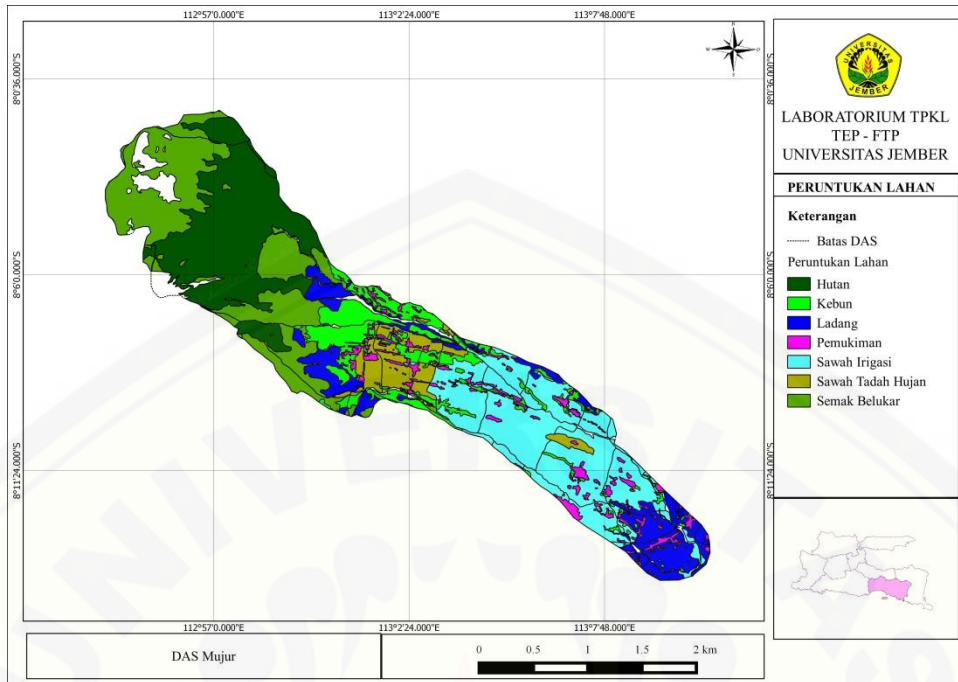 112°57'0.000"E 113°2'24.000"E 113°7'48.000"E
8°0'36.000"S 8°0'36.000"S
8°6'0.000"S 8°6'0.000"S
8°11'24.000"S 8°11'24.000"S
112°57'0.000"E 113°2'24.000"E 113°7'48.000"E
N
W O
S
UNIVERSITAS
JEMBER
LABORATORIUM TPKL
TEP - FTP
UNIVERSITAS JEMBER
PERUNTUKAN LAHAN
Keterangan
Batas DAS
Peruntukan Lahan
Hutan
Kebun
Ladang
Pemukiman
Sawah Irigasi
Sawah Tadah Hujan
Semak Belukar
DAS Mujur
0 0.5 1 1.5 2 km